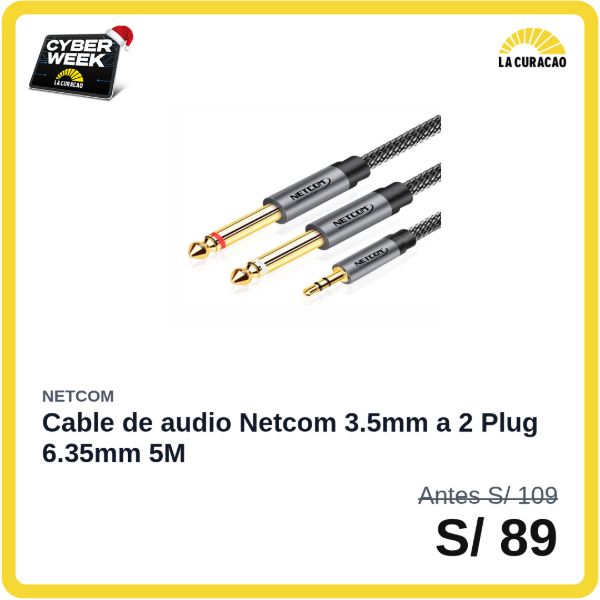 CYBER
WEEK
LA CURACAO
LA CURACAO
NETCOM
NETCOM
NETCOM
NETCOM
Cable de audio Netcom 3.5mm a 2 Plug
6.35mm 5M
Antes S/ 109
S/ 89